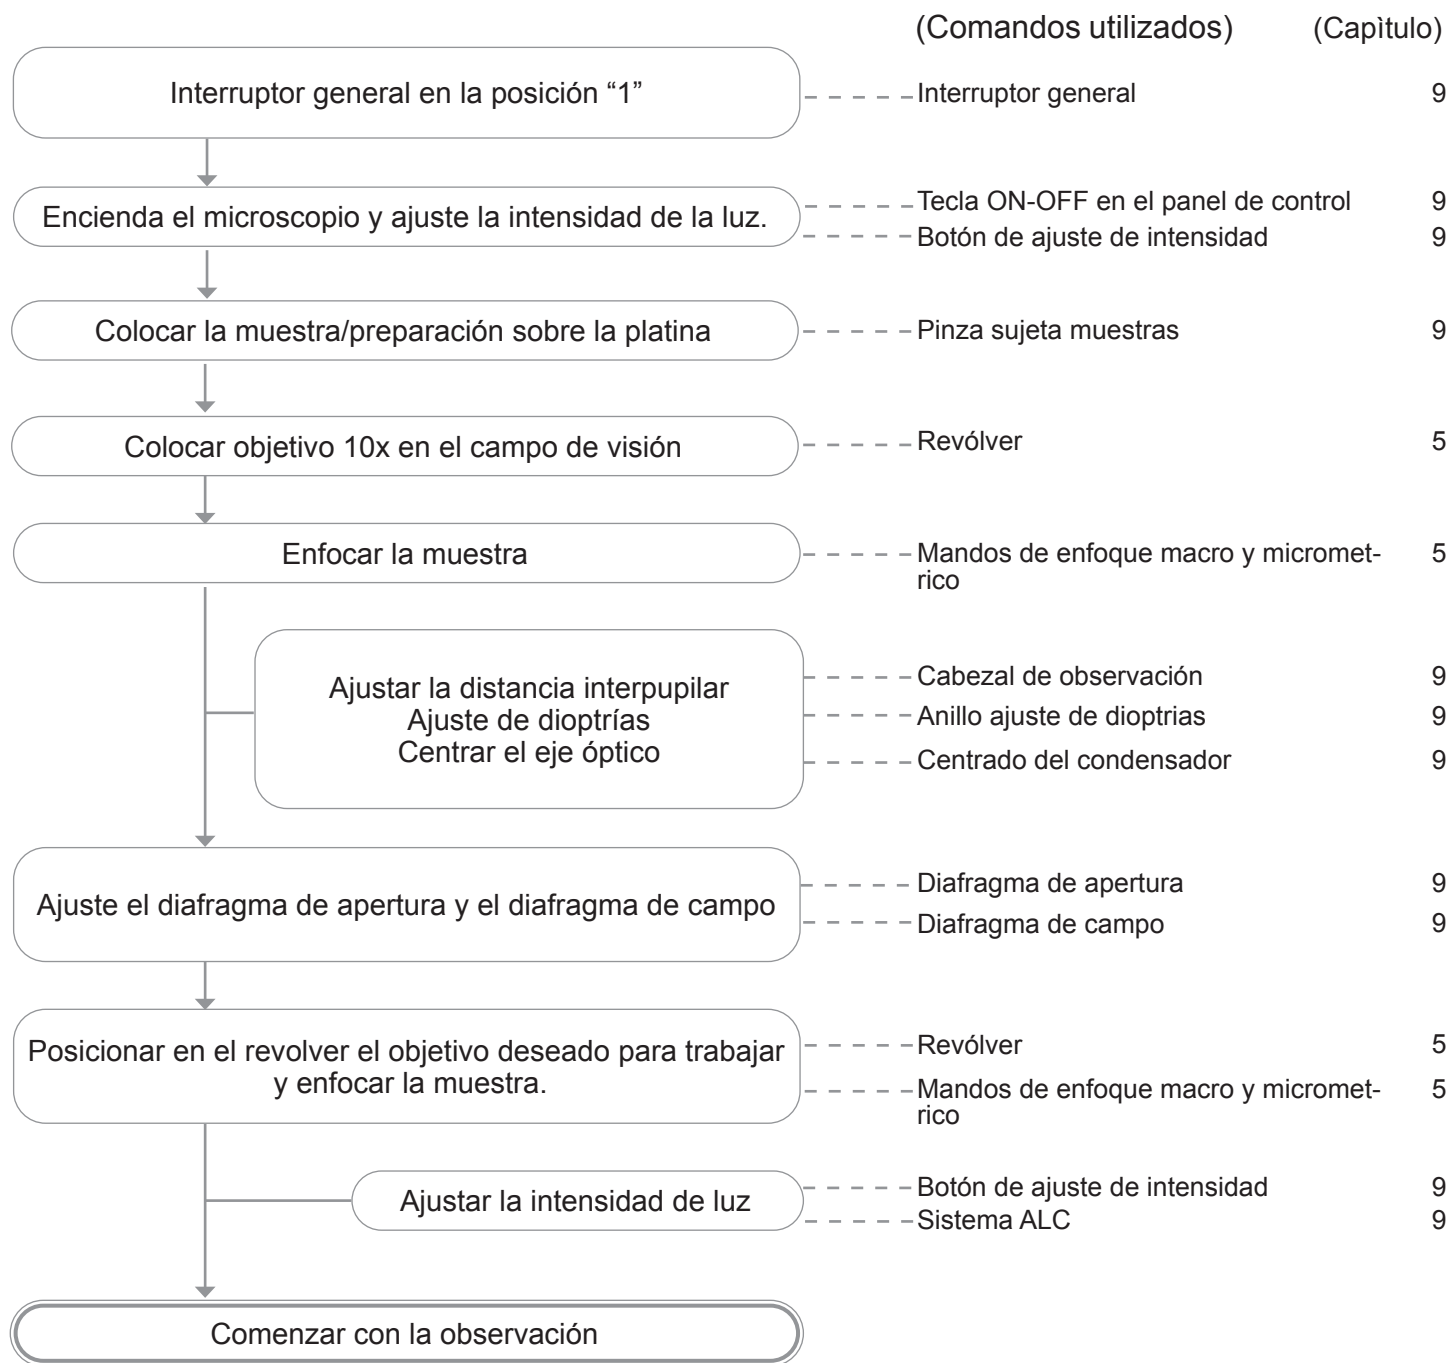 (Comandos utilizados) (Capìtulo)
Interruptor general en la posición “1”
Interruptor general 9
Encienda el microscopio y ajuste la intensidad de la luz.
Tecla ON-OFF en el panel de control 9
Botón de ajuste de intensidad 9
Colocar la muestra/preparación sobre la platina
Pinza sujeta muestras 9
Colocar objetivo 10x en el campo de visión
Revólver 5
Enfocar la muestra
Mandos de enfoque macro y micromet- 5
rico
Ajustar la distancia interpupilar
Ajuste de dioptrías
Centrar el eje óptico
Cabezal de observación 9
Anillo ajuste de dioptrias 9
Centrado del condensador 9
Ajuste el diafragma de apertura y el diafragma de campo
Diafragma de apertura 9
Diafragma de campo 9
Posicionar en el revolver el objetivo deseado para trabajar
y enfocar la muestra.
Revólver 5
Mandos de enfoque macro y micromet- 5
rico
Ajustar la intensidad de luz
Botón de ajuste de intensidad 9
Sistema ALC 9
Comenzar con la observación